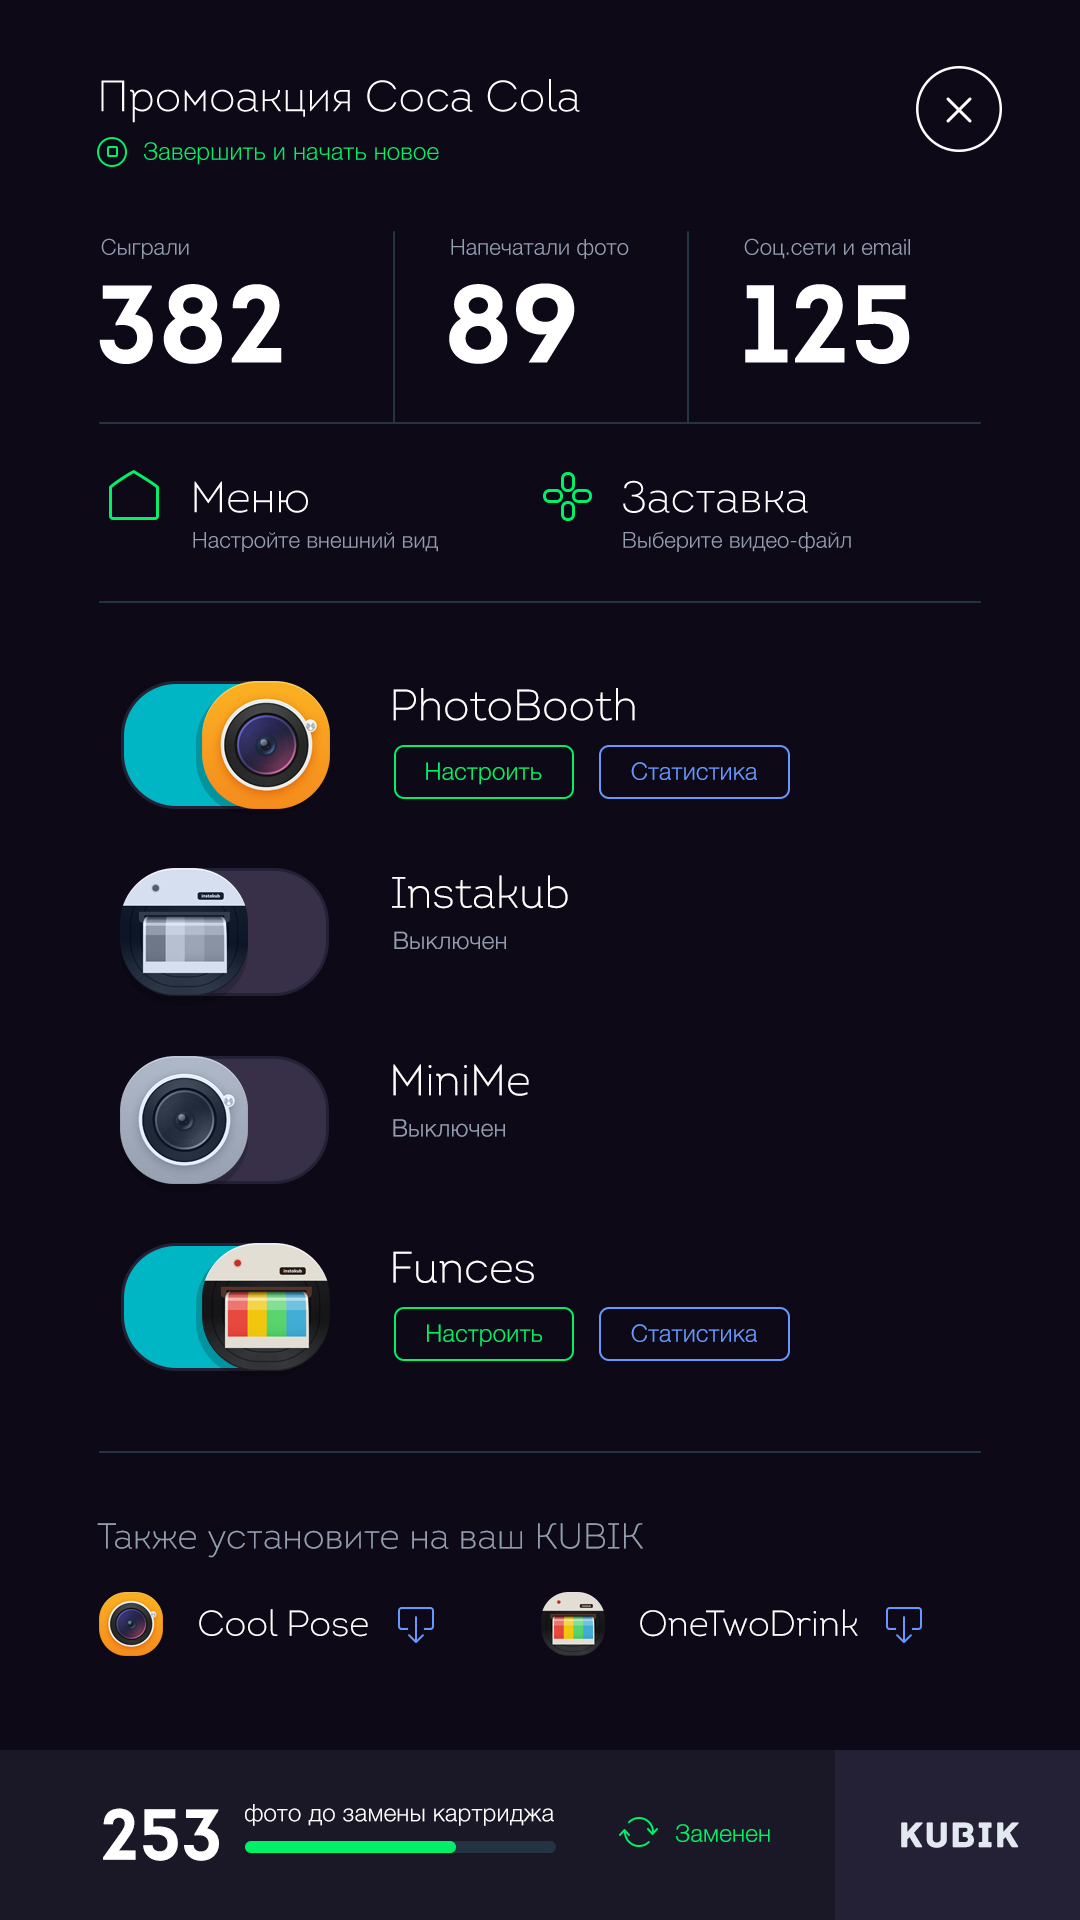 Промоакция Coca Cola
Завершить и начать новое
Сыграли
Напечатали фото
Соц.сети и email
382
89
125
Меню
Настройте внешний вид
Заставка
Выберите видео-файл
PhotoBooth
Настроить
Статистика
instakub
Instakub
Выключен
MiniMe
Выключен
instakub
Funces
Настроить
Статистика
Также установите на ваш KUBIK
Cool Pose
OneTwoDrink
253
фото до замены картриджа
Заменен
KUBIK